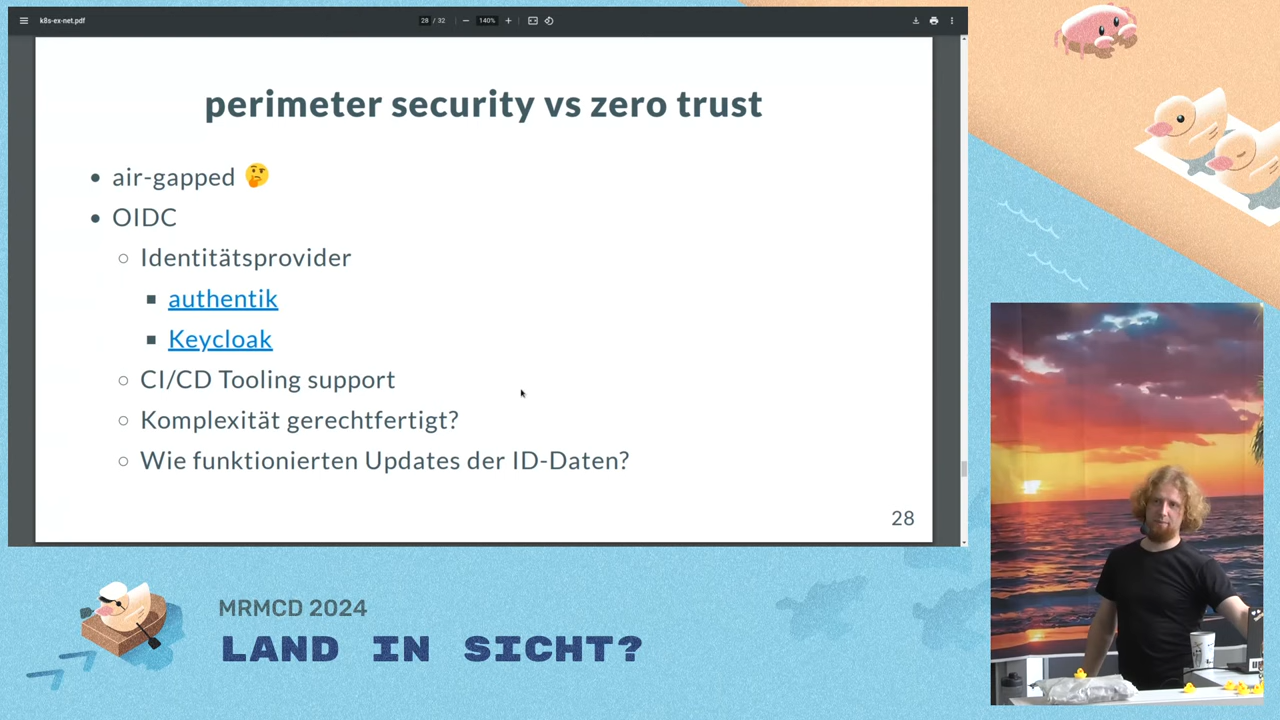 k8s-ex-net.pdf
28 / 32
140%
perimeter security vs zero trust
air-gapped 🤔
OIDC
Identitätsprovider
authentik
Keycloak
CI/CD Tooling support
Komplexität gerechtfertigt?
Wie funktionierten Updates der ID-Daten?
28
MRMCD 2024
LAND IN SICHT?